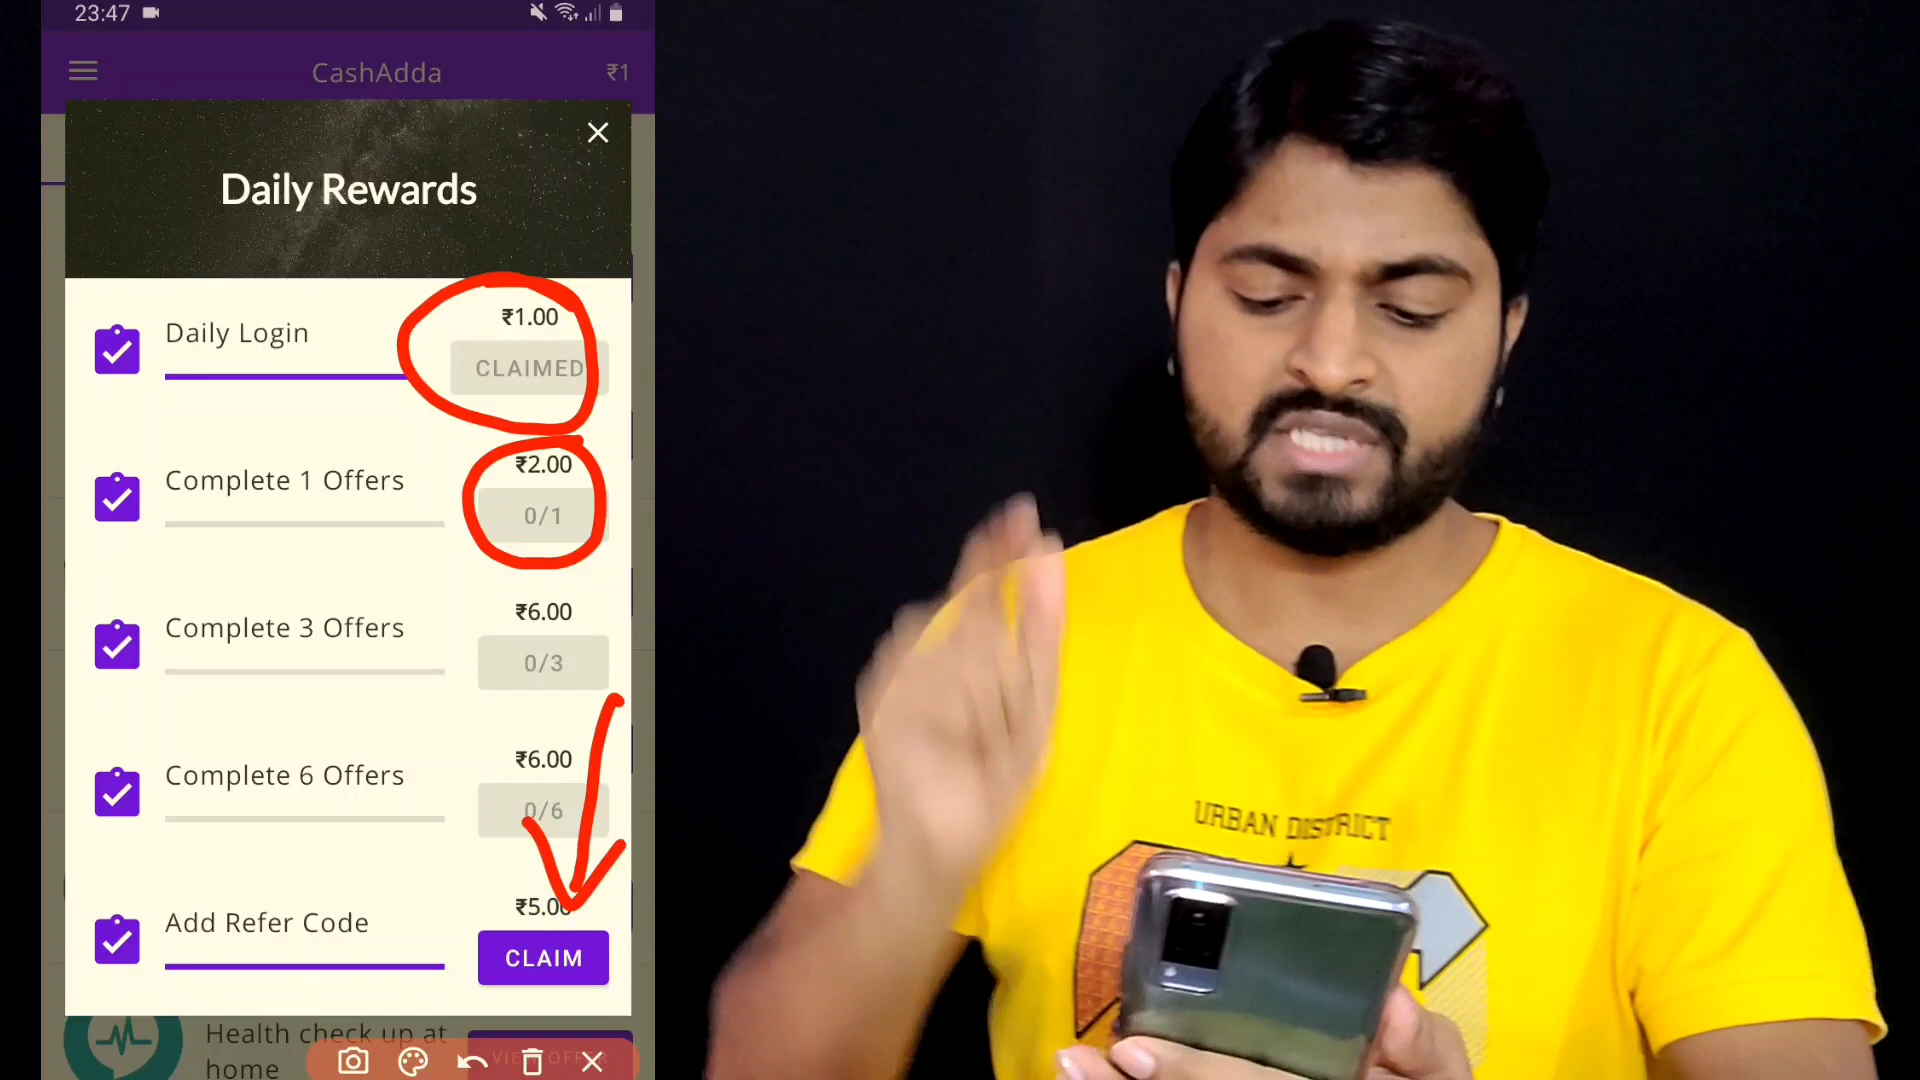 23:47
CashAdda
₹1
Daily Rewards
Daily Login
₹1.00
CLAIMED
Complete 1 Offers
₹2.00
0/1
Complete 3 Offers
₹6.00
0/3
Complete 6 Offers
₹6.00
0/6
Add Refer Code
₹5.00
CLAIM
Health check up at
home
VIEW OFFER
URBAN DISTRICT